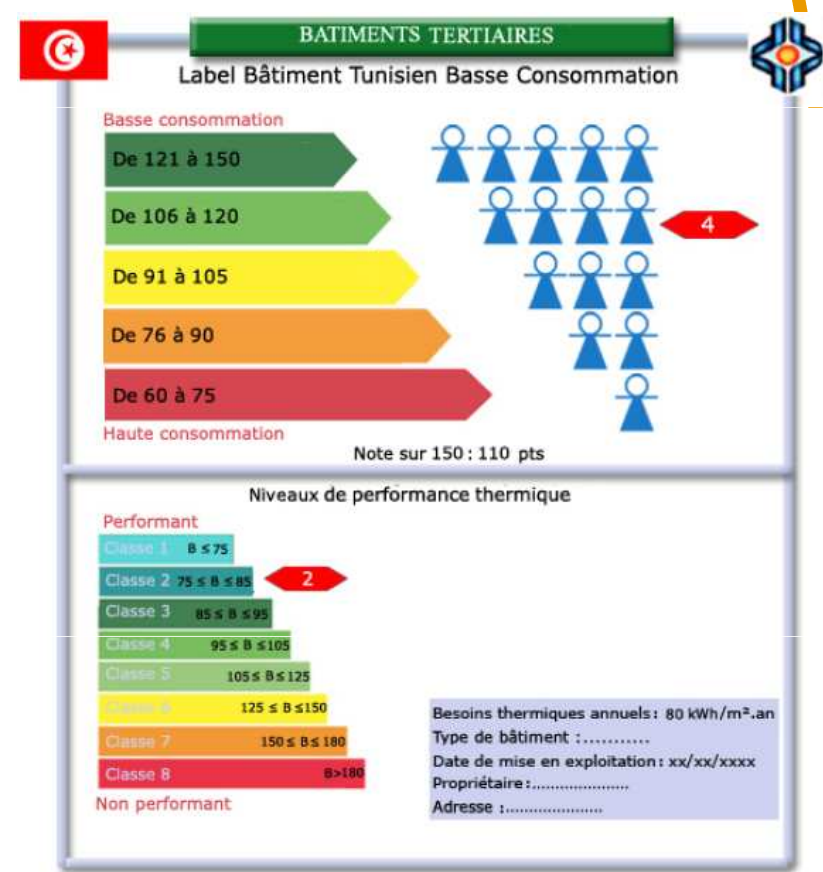 BATIMENTS TERTIAIRES
Label Bâtiment Tunisien Basse Consommation
Basse consommation
De 121 à 150
De 106 à 120
4
De 91 à 105
De 76 à 90
De 60 à 75
Haute consommation
Note sur 150 : 110 pts
Niveaux de performance thermique
Performant
Classe 1 B ≤ 75
Classe 2 75 ≤ B ≤ 85
2
Classe 3 85 ≤ B ≤ 95
Classe 4 95 ≤ B ≤ 105
Classe 5 105 ≤ B ≤ 125
Classe 6 125 ≤ B ≤ 150
Classe 7 150 ≤ B ≤ 180
Classe 8 B>180
Non performant
Besoins thermiques annuels : 80 kWh/m².an
Type de bâtiment :...........
Date de mise en exploitation : xx/xx/xxxx
Propriétaire :......................
Adresse :......................